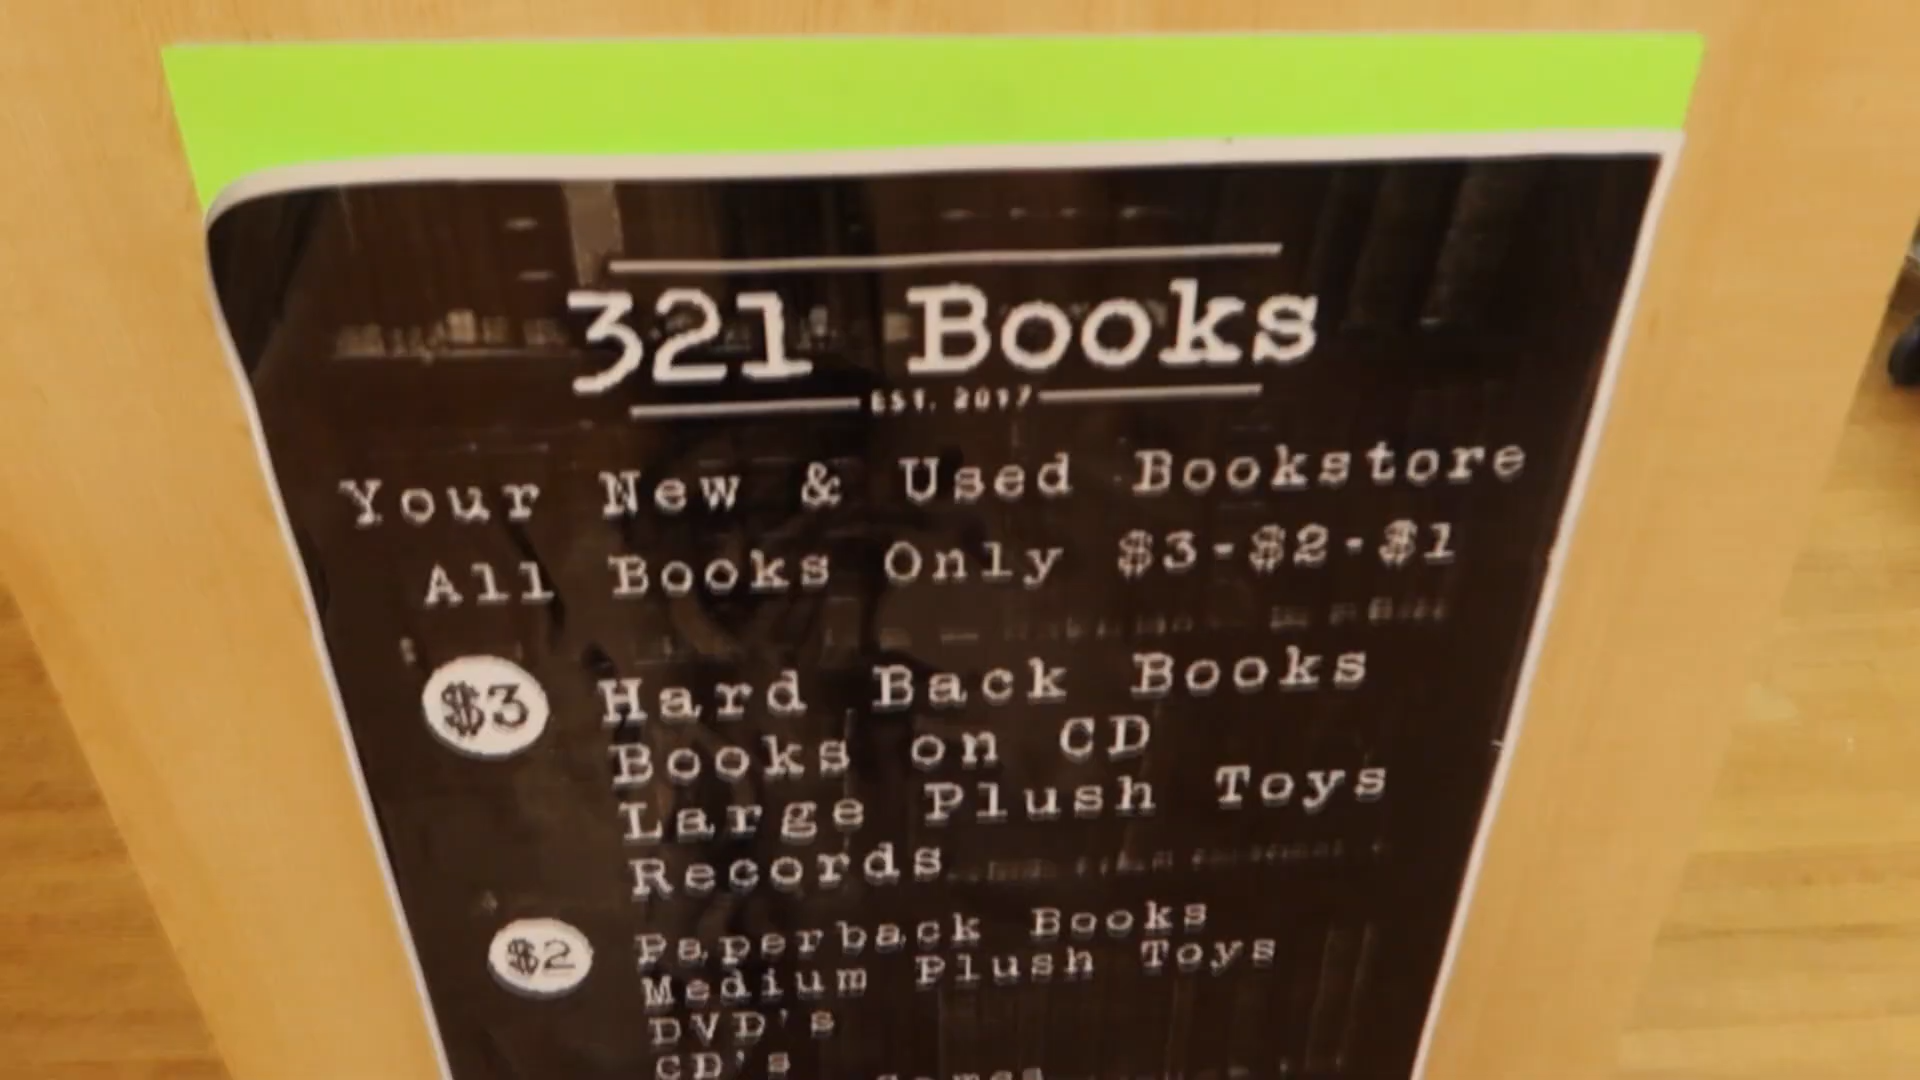 321 Books
EST. 2017
Your New & Used Bookstore
All Books Only $3-$2-$1
$3 Hard Back Books
Books on CD
Large Plush Toys
Records
$2 Paperback Books
Medium Plush Toys
DVD's
CD's